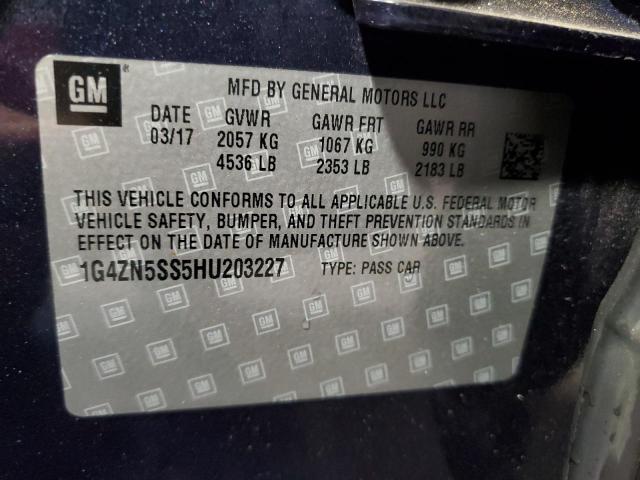 GM
MFD BY GENERAL MOTORS LLC
DATE GVWR GAWR FRT GAWR RR
03/17 2057 KG 1067 KG 990 KG
4536 LB 2353 LB 2183 LB
THIS VEHICLE CONFORMS TO ALL APPLICABLE U.S. FEDERAL MOTOR
VEHICLE SAFETY, BUMPER, AND THEFT PREVENTION STANDARDS IN
EFFECT ON THE DATE OF MANUFACTURE SHOWN ABOVE.
1G4ZN5SS5HU203227 TYPE: PASS CAR